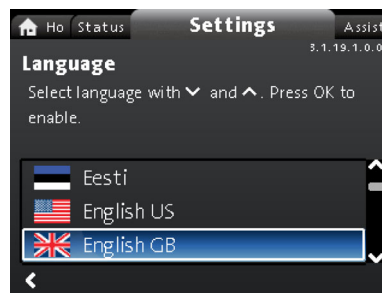 Ho Status Settings Assist
3.1.19.1.0.0
Language
Select language with and . Press OK to
enable.
Eesti
English US
English GB